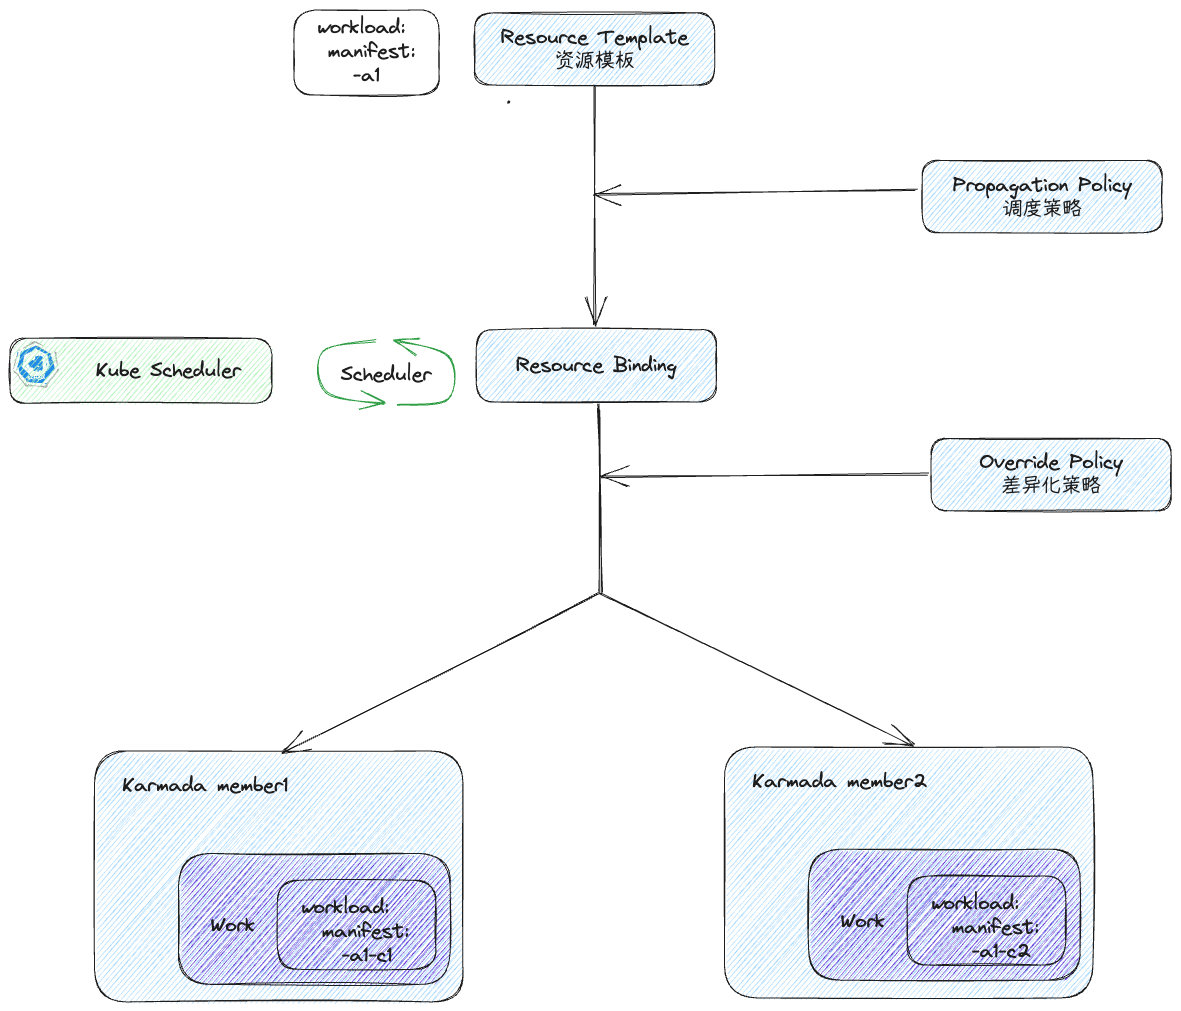 workload:
manifest:
-a1
Resource Template
资源模板
Propagation Policy
调度策略
Kube Scheduler
Scheduler
Resource Binding
Override Policy
差异化策略
Karmada member1
Work
workload:
manifest:
-a1-c1
Karmada member2
Work
workload:
manifest:
-a1-c2